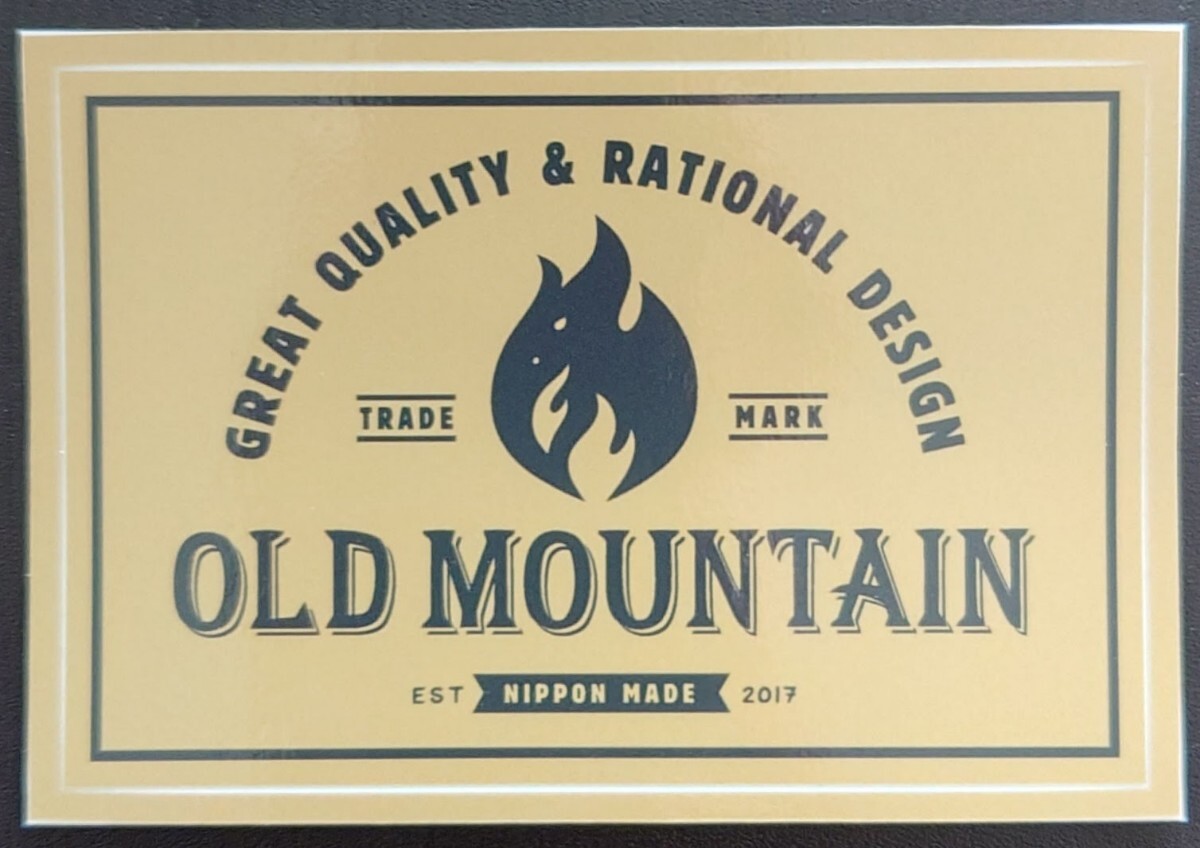 GREAT QUALITY & RATIONAL DESIGN
TRADE MARK
OLD MOUNTAIN
EST NIPPON MADE 2017